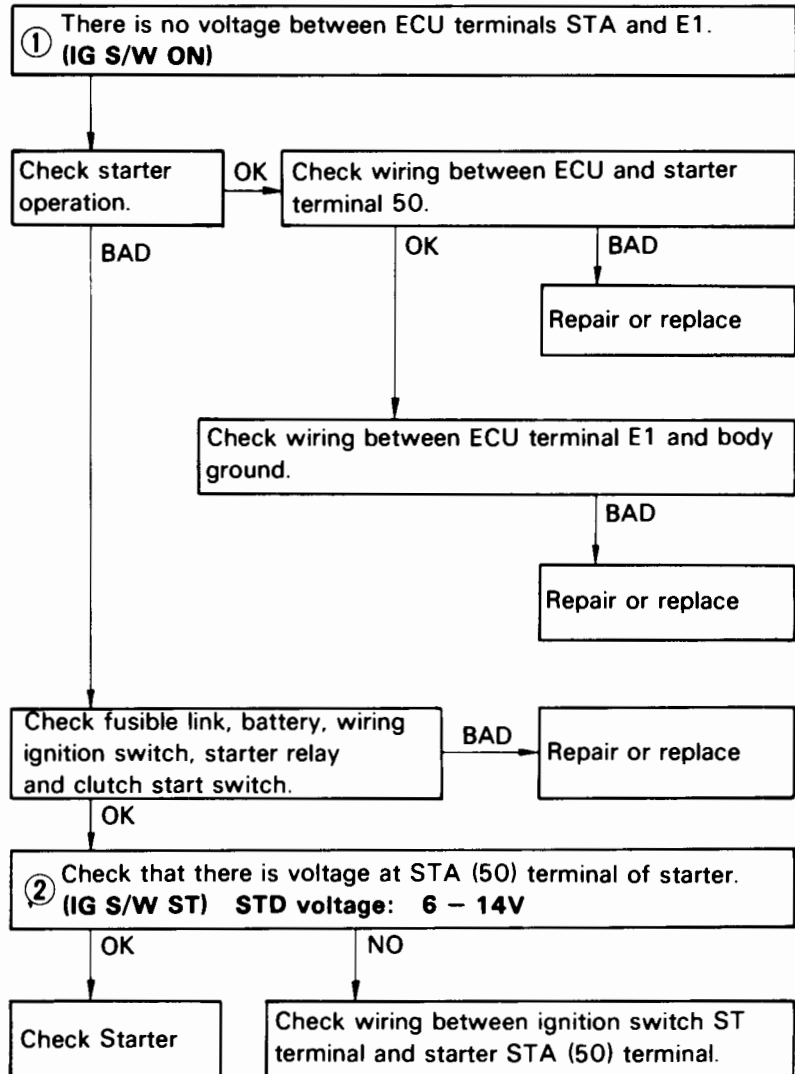 ① There is no voltage between ECU terminals STA and E1.
(IG S/W ON)
Check starter
operation.
OK
Check wiring between ECU and starter
terminal 50.
BAD
OK
BAD
Repair or replace
Check wiring between ECU terminal E1 and body
ground.
BAD
Repair or replace
Check fusible link, battery, wiring
ignition switch, starter relay
and clutch start switch.
BAD
Repair or replace
OK
② Check that there is voltage at STA (50) terminal of starter.
(IG S/W ST) STD voltage: 6 – 14V
OK
NO
Check Starter
Check wiring between ignition switch ST
terminal and starter STA (50) terminal.